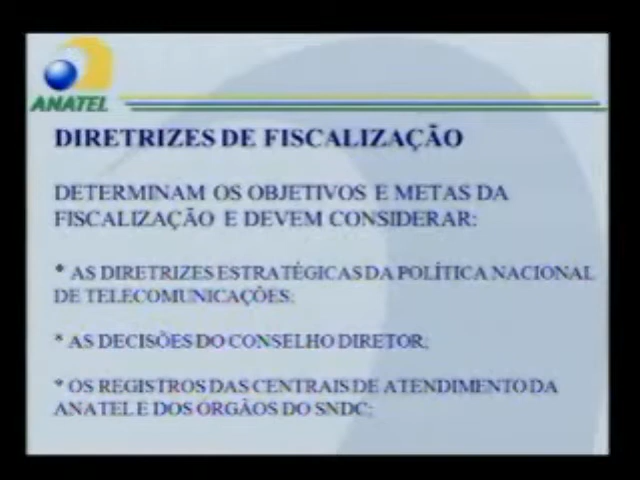 ANATEL
DIRETRIZES DE FISCALIZAÇÃO
DETERMINAM OS OBJETIVOS E METAS DA
FISCALIZAÇÃO E DEVEM CONSIDERAR:
* AS DIRETRIZES ESTRATÉGICAS DA POLÍTICA NACIONAL
DE TELECOMUNICAÇÕES;
* AS DECISÕES DO CONSELHO DIRETOR;
* OS REGISTROS DAS CENTRAIS DE ATENDIMENTO DA
ANATEL E DOS ÓRGÃOS DO SNDC;